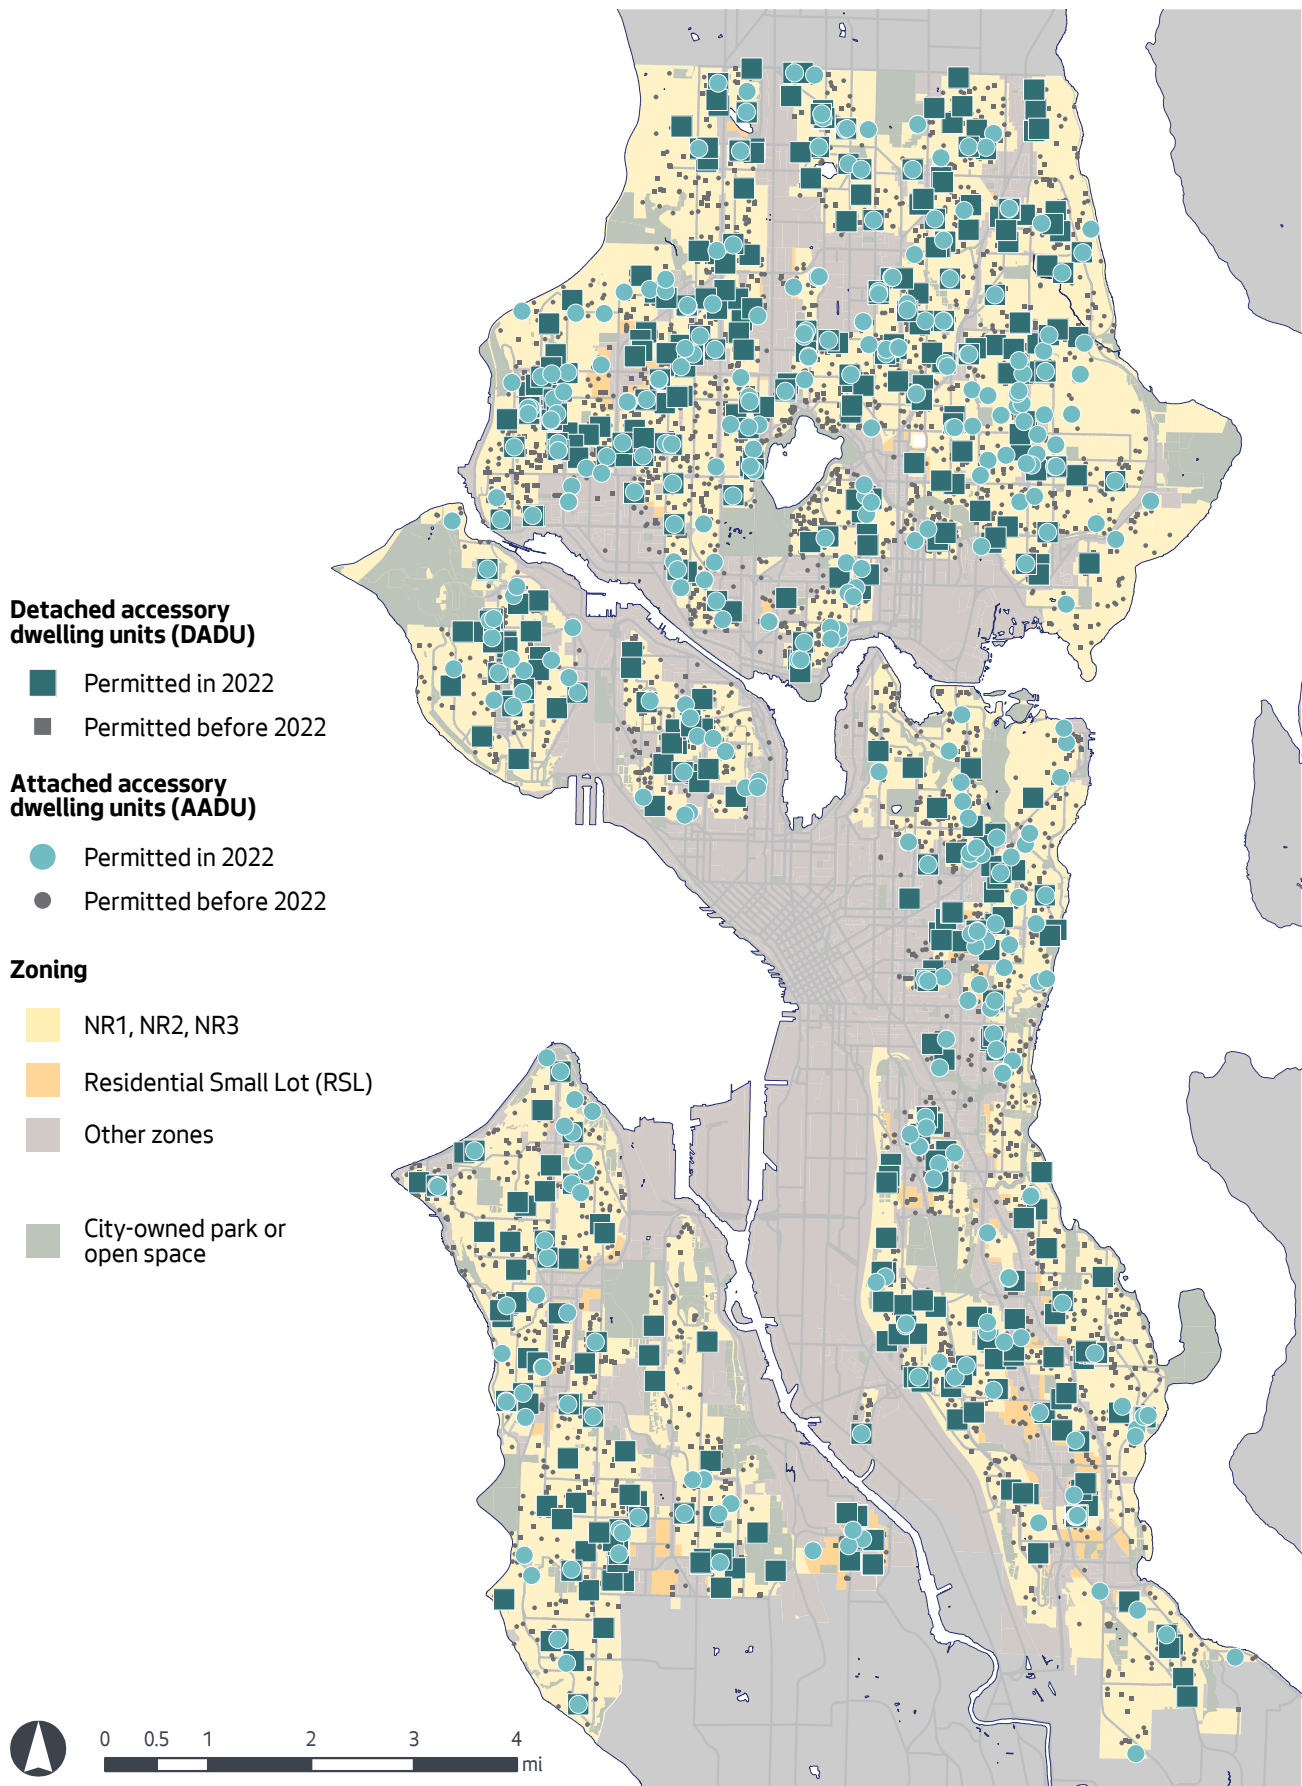 Detached accessory
dwelling units (DADU)
Permitted in 2022
Permitted before 2022
Attached accessory
dwelling units (AADU)
Permitted in 2022
Permitted before 2022
Zoning
NR1, NR2, NR3
Residential Small Lot (RSL)
Other zones
City-owned park or
open space
0 0.5 1 2 3 4
mi